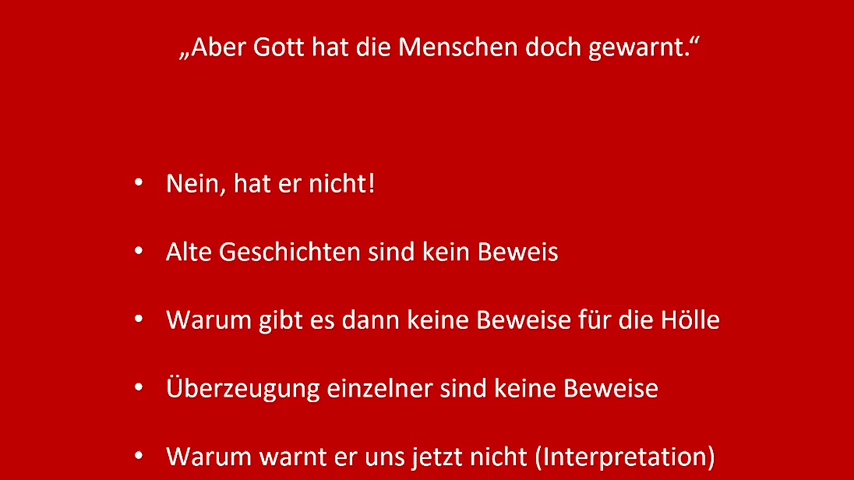 „Aber Gott hat die Menschen doch gewarnt.“
• Nein, hat er nicht!
• Alte Geschichten sind kein Beweis
• Warum gibt es dann keine Beweise für die Hölle
• Überzeugung einzelner sind keine Beweise
• Warum warnt er uns jetzt nicht (Interpretation)